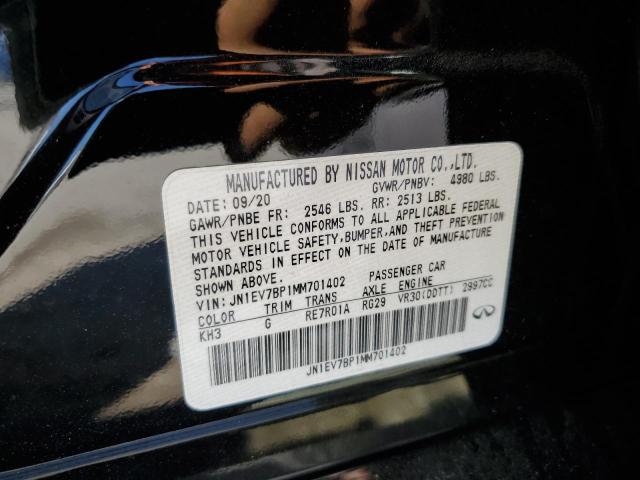 MANUFACTURED BY NISSAN MOTOR CO.,LTD.
DATE: 09/20 GVWR/PNBV: 4980 LBS.
GAWR/PNBE FR: 2546 LBS. RR: 2513 LBS.
THIS VEHICLE CONFORMS TO ALL APPLICABLE FEDERAL
MOTOR VEHICLE SAFETY,BUMPER,AND THEFT PREVENTION
STANDARDS IN EFFECT ON THE DATE OF MANUFACTURE
SHOWN ABOVE.
VIN: JN1EV7BP1MM701402 PASSENGER CAR
COLOR TRIM TRANS AXLE ENGINE
KH3 G RE7R01A RG29 VR30(DDTT) 2997CC
JN1EV7BP1MM701402